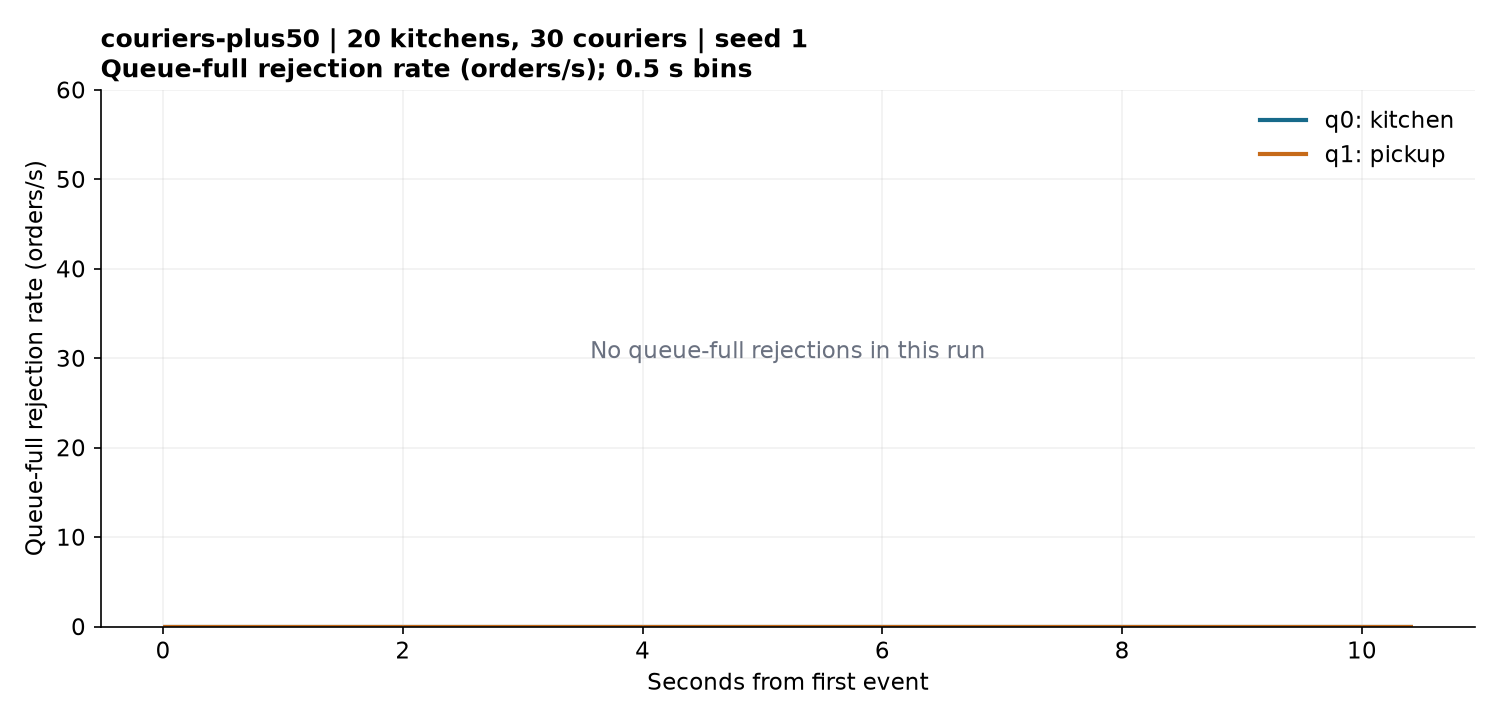 couriers-plus50 | 20 kitchens, 30 couriers | seed 1
Queue-full rejection rate (orders/s); 0.5 s bins
Queue-full rejection rate (orders/s)
60
50
40
30
20
10
0
q0: kitchen
q1: pickup
No queue-full rejections in this run
0 2 4 6 8 10
Seconds from first event